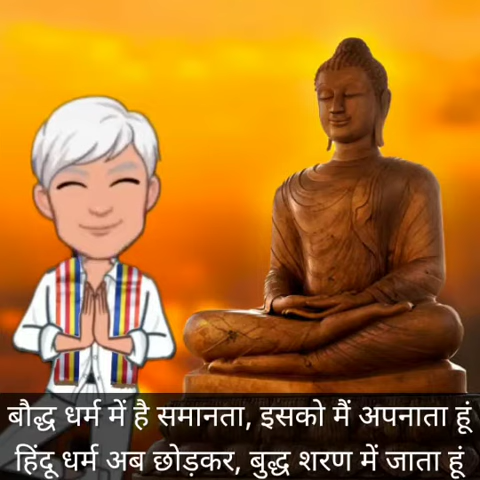 बौद्ध धर्म में है समानता, इसको मैं अपनाता हूं
हिंदू धर्म अब छोड़कर, बुद्ध शरण में जाता हूं